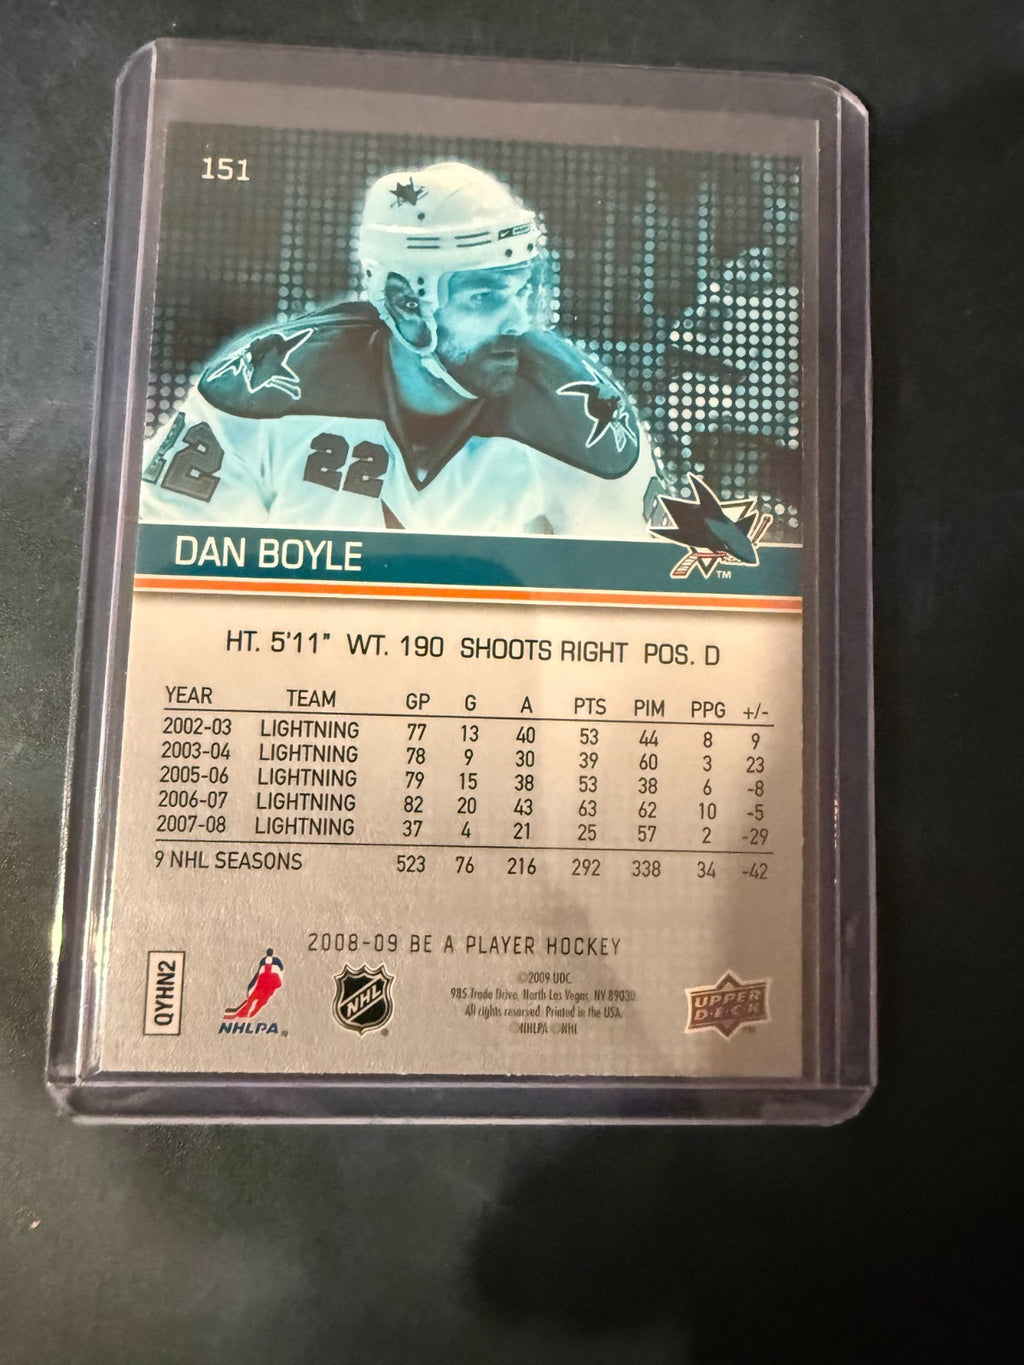 151
22
22
DAN BOYLE
TM
HT. 5'11" WT. 190 SHOOTS RIGHT POS. D
YEAR TEAM GP G A PTS PIM PPG +/-
2002-03 LIGHTNING 77 13 40 53 44 8 9
2003-04 LIGHTNING 78 9 30 39 60 3 23
2005-06 LIGHTNING 79 15 38 53 38 6 -8
2006-07 LIGHTNING 82 20 43 63 62 10 -5
2007-08 LIGHTNING 37 4 21 25 57 2 -29
9 NHL SEASONS 523 76 216 292 338 34 -42
2008-09 BE A PLAYER HOCKEY
©2009 UDC
985 Trade Drive, North Las Vegas, NV 89030
All rights reserved. Printed in the USA.
©NHLPA ©NHL
QYHN2
NHLPA®
NHL
UPPER
DECK